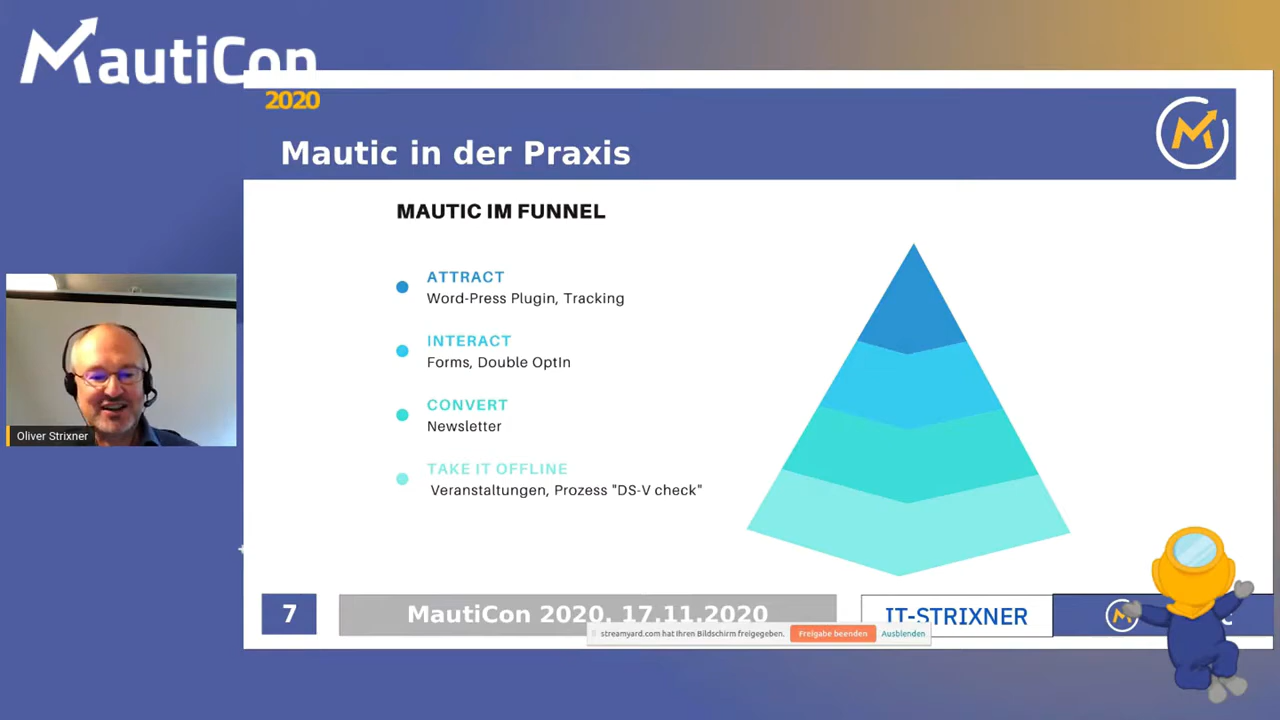 MautiCon
2020
Mautic in der Praxis
MAUTIC IM FUNNEL
ATTRACT
Word-Press Plugin, Tracking
INTERACT
Forms, Double OptIn
CONVERT
Newsletter
TAKE IT OFFLINE
Veranstaltungen, Prozess "DS-V check"
Oliver Strixner
7
MautiCon 2020, 17.11.2020
IT-STRIXNER
streamyard.com hat Ihren Bildschirm freigegeben.
Freigabe beenden
Ausblenden